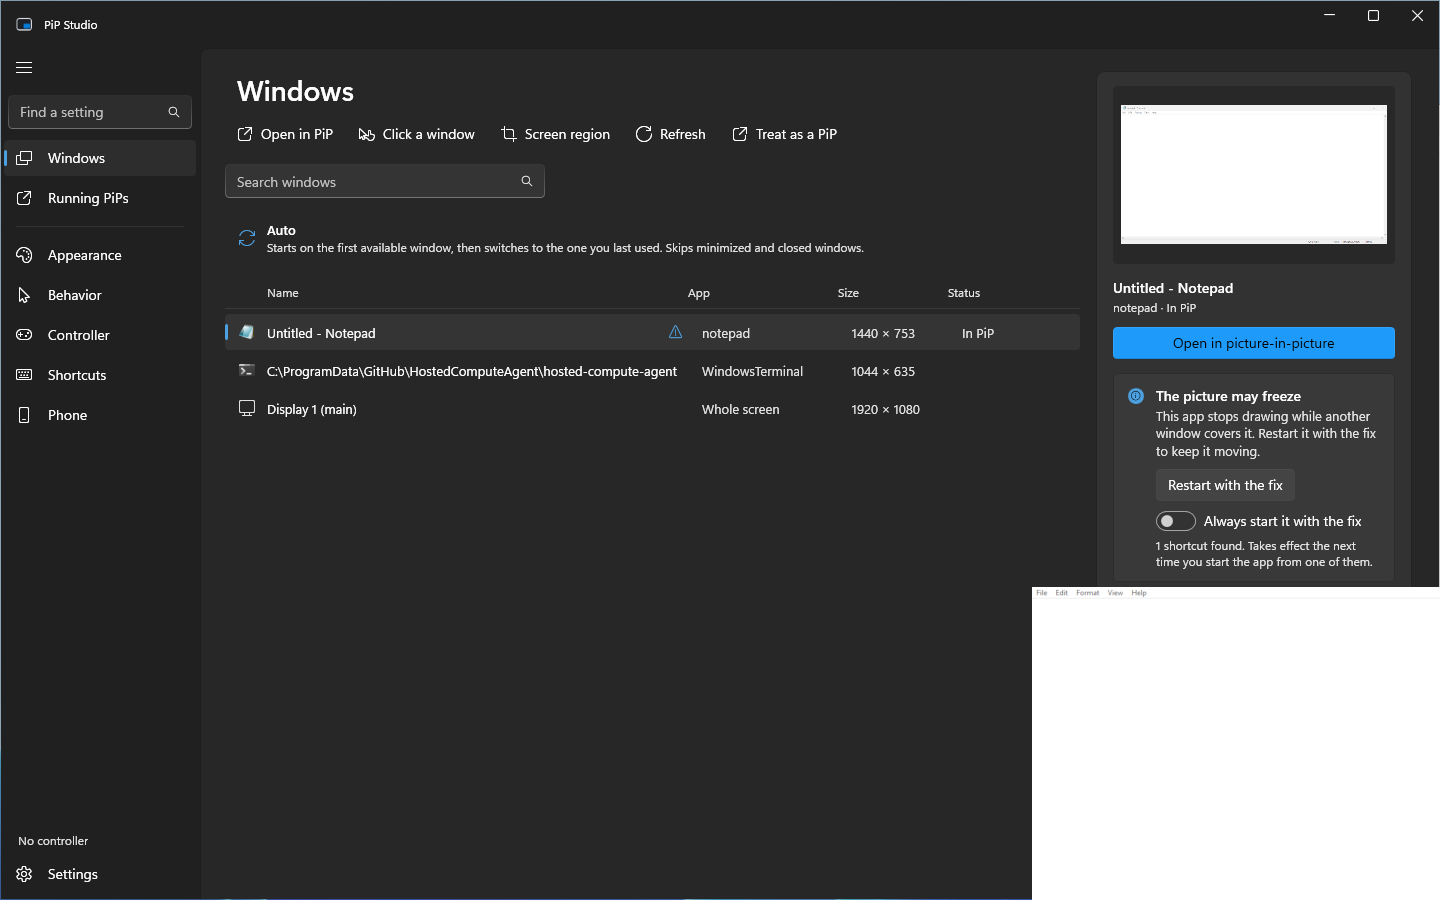 PiP Studio
Find a setting
Windows
Running PiPs
Appearance
Behavior
Controller
Shortcuts
Phone
No controller
Settings
Windows
Open in PiP
Click a window
Screen region
Refresh
Treat as a PiP
Search windows
Auto
Starts on the first available window, then switches to the one you last used. Skips minimized and closed windows.
Name App Size Status
Untitled - Notepad notepad 1440 × 753 In PiP
C:\ProgramData\GitHub\HostedComputeAgent\hosted-compute-agent WindowsTerminal 1044 × 635
Display 1 (main) Whole screen 1920 × 1080
Untitled - Notepad
notepad · In PiP
Open in picture-in-picture
The picture may freeze
This app stops drawing while another
window covers it. Restart it with the fix
to keep it moving.
Restart with the fix
Always start it with the fix
1 shortcut found. Takes effect the next
time you start the app from one of them.
File Edit Format View Help